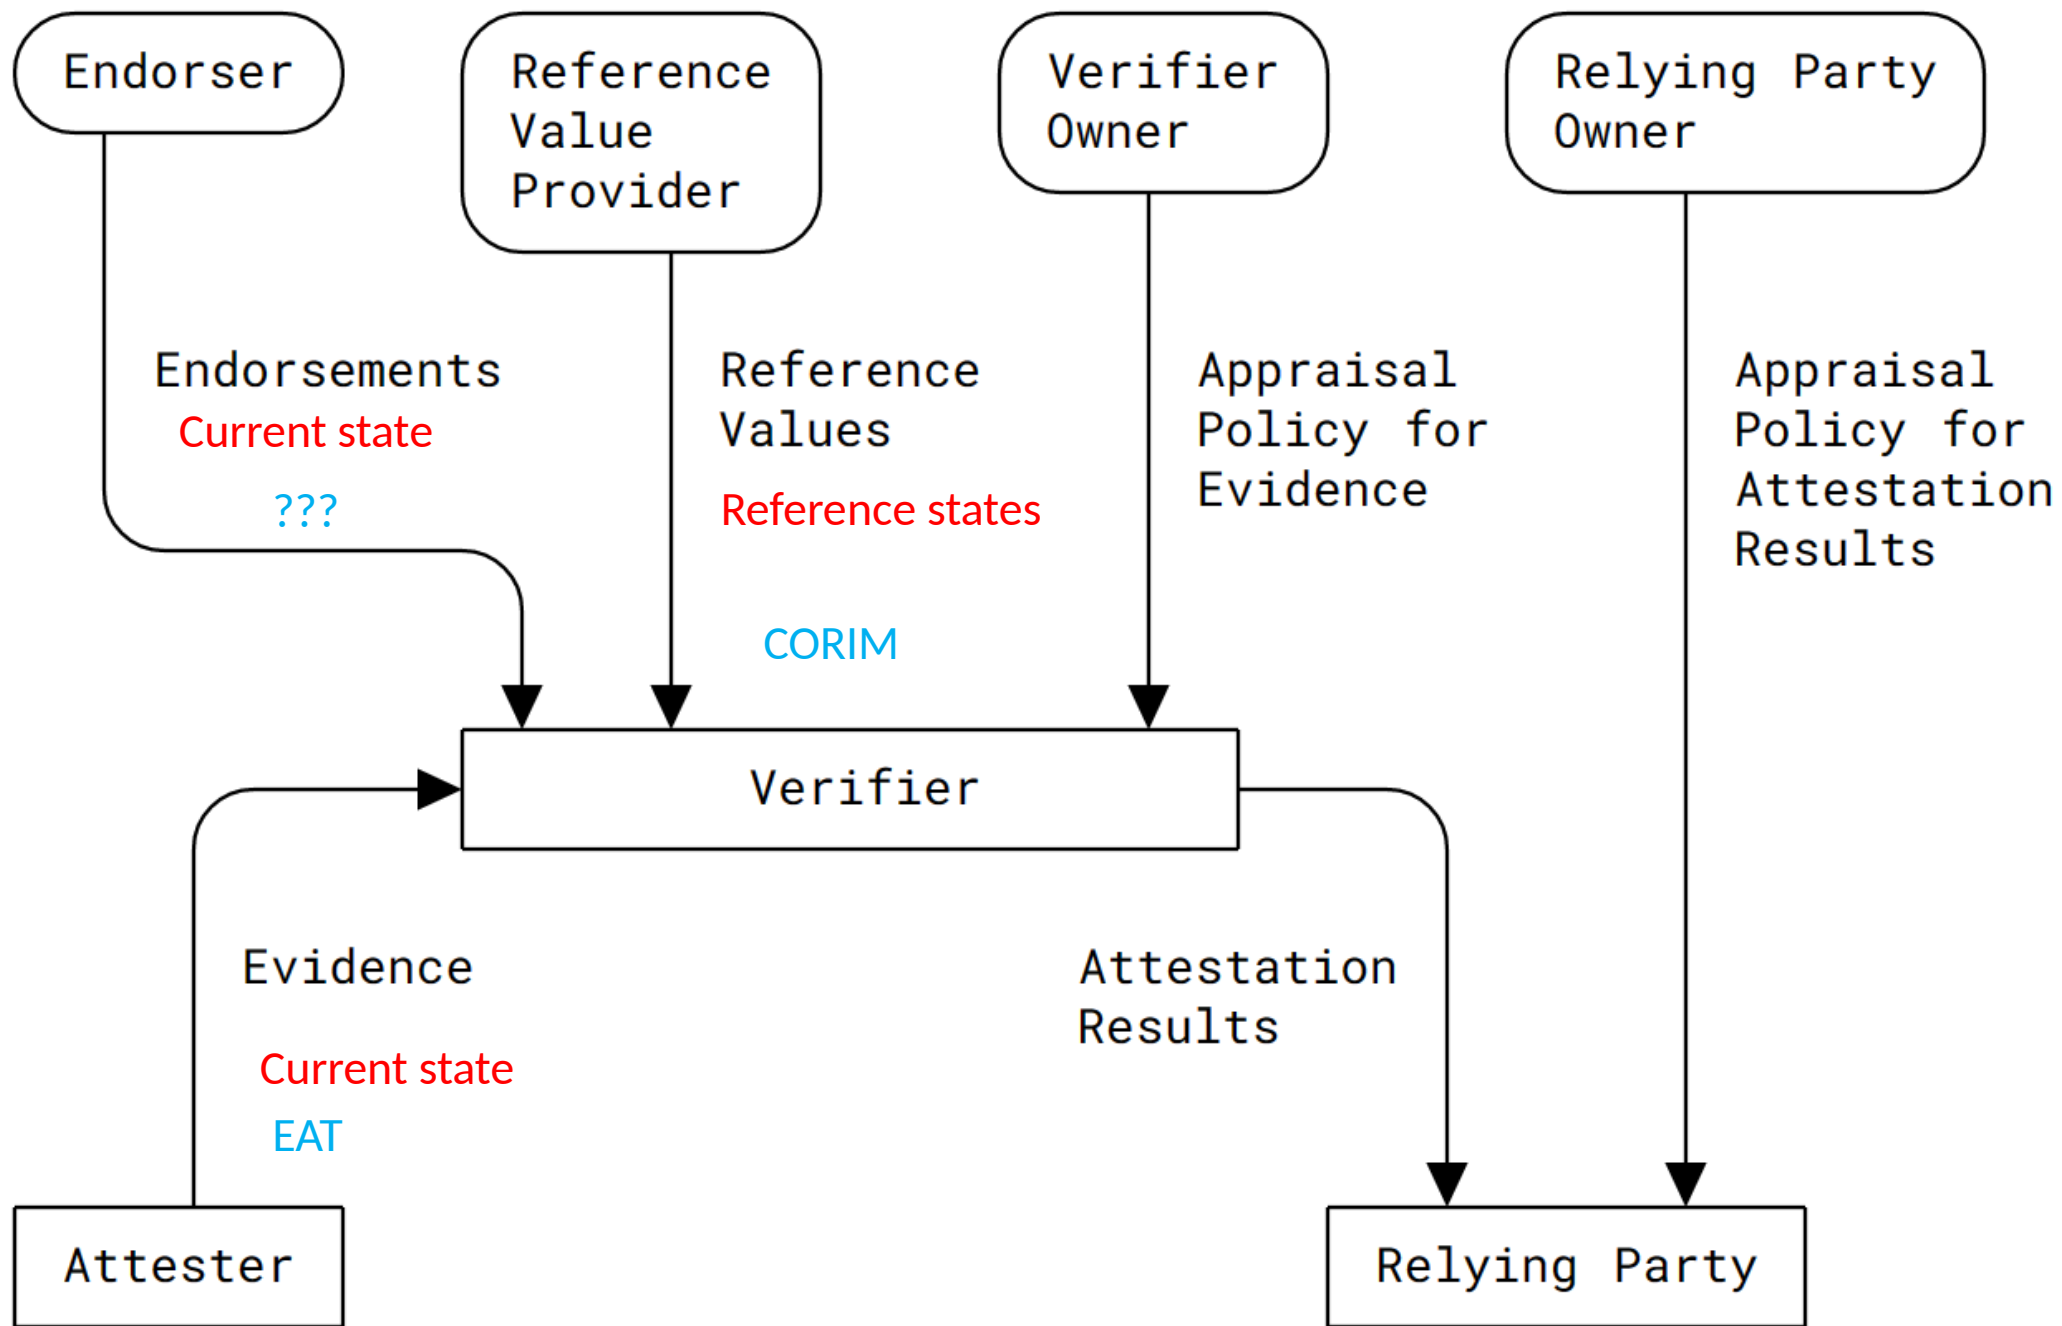 Endorser
Reference
Value
Provider
Verifier
Owner
Relying Party
Owner
Endorsements
Current state
???
Reference
Values
Reference states
CORIM
Appraisal
Policy for
Evidence
Appraisal
Policy for
Attestation
Results
Verifier
Evidence
Current state
EAT
Attestation
Results
Attester
Relying Party